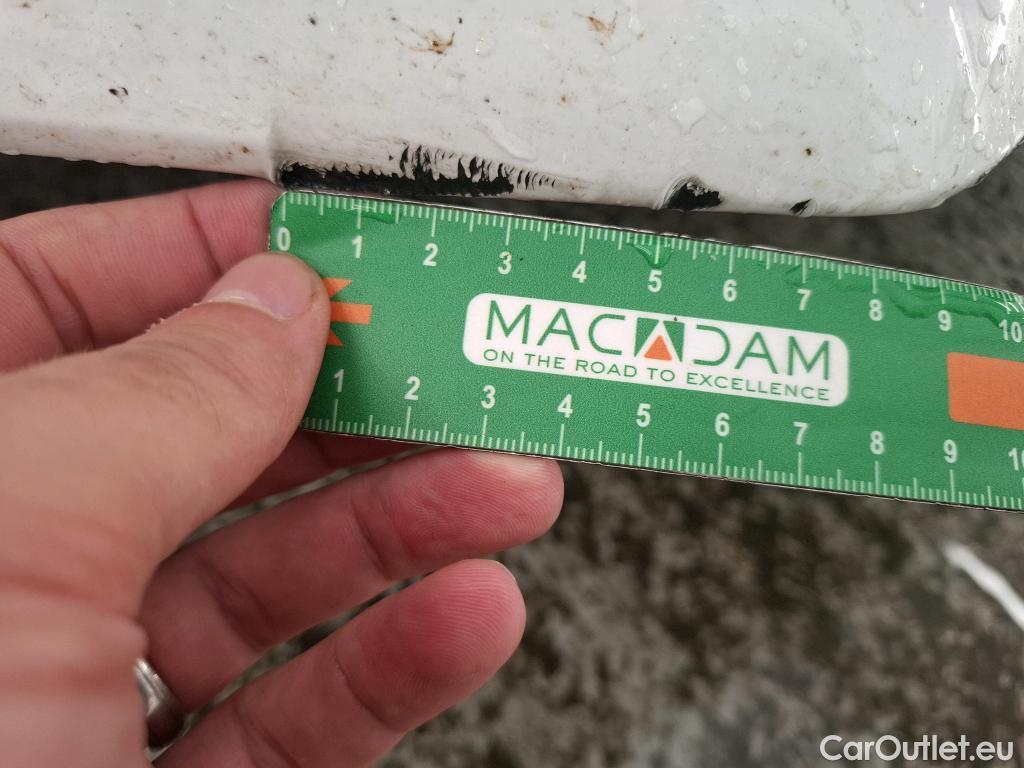 0 1 2 3 4 5 6 7 8 9 10
MACADAM
ON THE ROAD TO EXCELLENCE
1 2 3 4 5 6 7 8 9
CarOutlet.eu